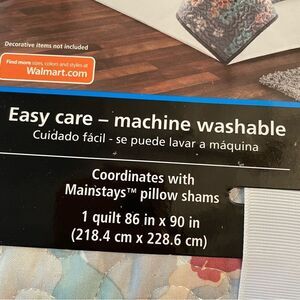 Decorative items not included
Find more sizes, colors and styles at
Walmart.com
Easy care – machine washable
Cuidado fácil - se puede lavar a máquina
Coordinates with
Mainstays™ pillow shams
1 quilt 86 in x 90 in
(218.4 cm x 228.6 cm)